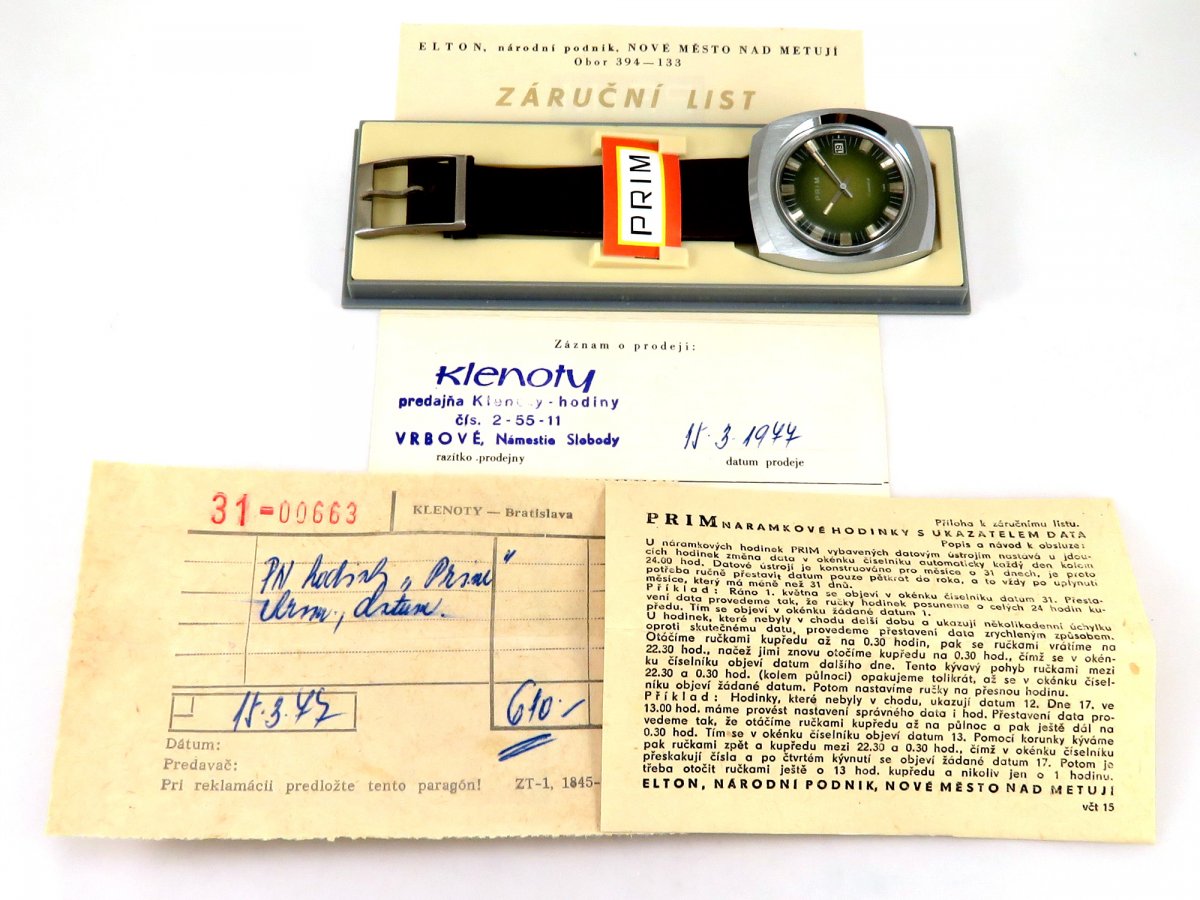 ELTON, národní podnik, NOVÉ MĚSTO NAD METUJÍ
Obor 394—133
ZÁRUČNÍ LIST
PRIM
PRIM
19
Záznam o prodeji:
Klenoty
predajňa Klenoty - hodiny
čís. 2-55-11
VRBOVÉ, Námestie Slobody
razítko prodejny
15.3.1977
datum prodeje
31-00663
KLENOTY — Bratislava
PN hodinky „Prim"
datum.
15.3.77
610.-
Dátum:
Predavač:
Pri reklamácii predložte tento paragón!
ZT-1, 1845-
PRIM NÁRAMKOVÉ HODINKY S UKAZATELEM DATA
Příloha k záručnímu listu.
Popis a návod k obsluze:
U náramkových hodinek PRIM vybavených datovým ústrojím nastává u jdou-
cích hodinek změna data v okénku číselníku automaticky každý den kolem
24.00 hod. Datové ústrojí je konstruováno pro měsíce o 31 dnech, je proto
potřeba ručně přestavit datum pouze pětkrát do roka, a to vždy po uplynutí
měsíce, který má méně než 31 dnů.
Příklad: Ráno 1. května se objeví v okénku číselníku datum 31. Přesta-
vení data provedeme tak, že ručky hodinek posuneme o celých 24 hodin ku-
předu. Tím se objeví v okénku žádané datum 1.
U hodinek, které nebyly v chodu delší dobu a ukazují několikadenní úchylku
oproti skutečnému datu, provedeme přestavení data zrychleným způsobem.
Otáčíme ručkami kupředu až na 0.30 hodin, pak se ručkami vrátíme na
22.30 hod., načež jimi znovu otočíme kupředu na 0.30 hod., čímž se v okén-
ku číselníku objeví datum dalšího dne. Tento kývavý pohyb ručkami mezi
22.30 a 0.30 hod. (kolem půlnoci) opakujeme tolikrát, až se v okénku čísel-
níku objeví žádané datum. Potom nastavíme ručky na přesnou hodinu.
Příklad: Hodinky, které nebyly v chodu, ukazují datum 12. Dne 17. ve
13.00 hod. máme provést nastavení správného data i hod. Přestavení data pro-
vedeme tak, že otáčíme ručkami kupředu až na půlnoc a pak ještě dál na
0.30 hod. Tím se v okénku číselníku objeví datum 13. Pomocí korunky kýváme
pak ručkami zpět a kupředu mezi 22.30 a 0.30 hod., čímž v okénku číselníku
přeskakují čísla a po čtvrtém kývnutí se objeví žádané datum 17. Potom je
třeba otočit ručkami ještě o 13 hod. kupředu a nikoliv jen o 1 hodinu.
ELTON, NÁRODNÍ PODNIK, NOVÉ MĚSTO NAD METUJÍ
včt 15